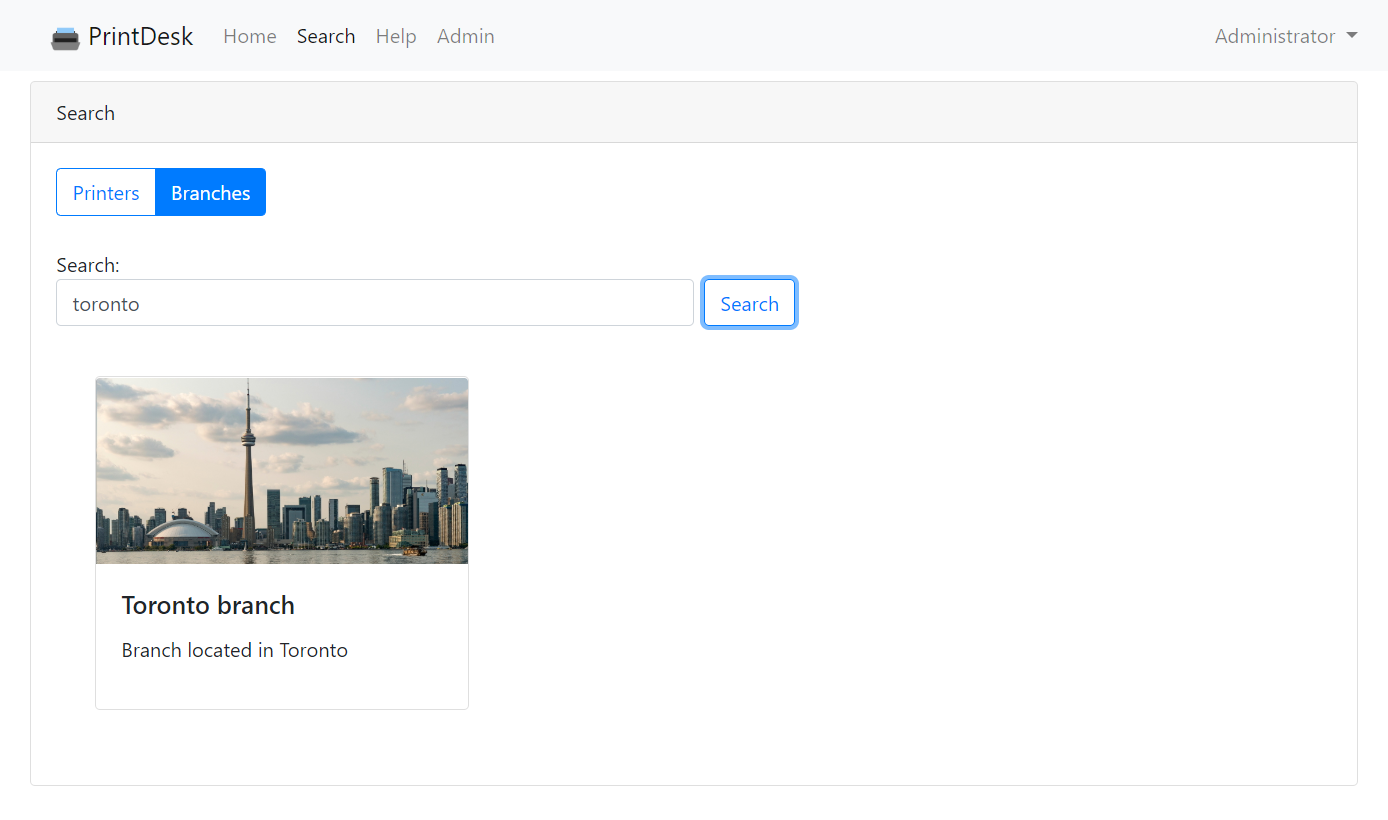 PrintDesk Home Search Help Admin Administrator
Search
Printers Branches
Search:
toronto Search
Toronto branch
Branch located in Toronto